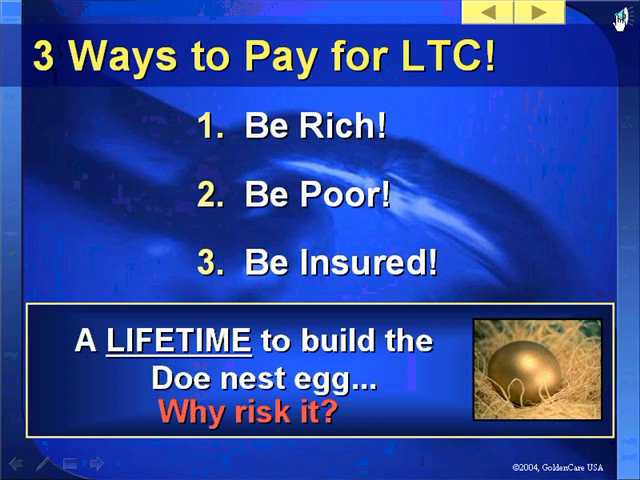 3 Ways to Pay for LTC!
1. Be Rich!
2. Be Poor!
3. Be Insured!
A LIFETIME to build the
Doe nest egg...
Why risk it?
©2004, GoldenCare USA